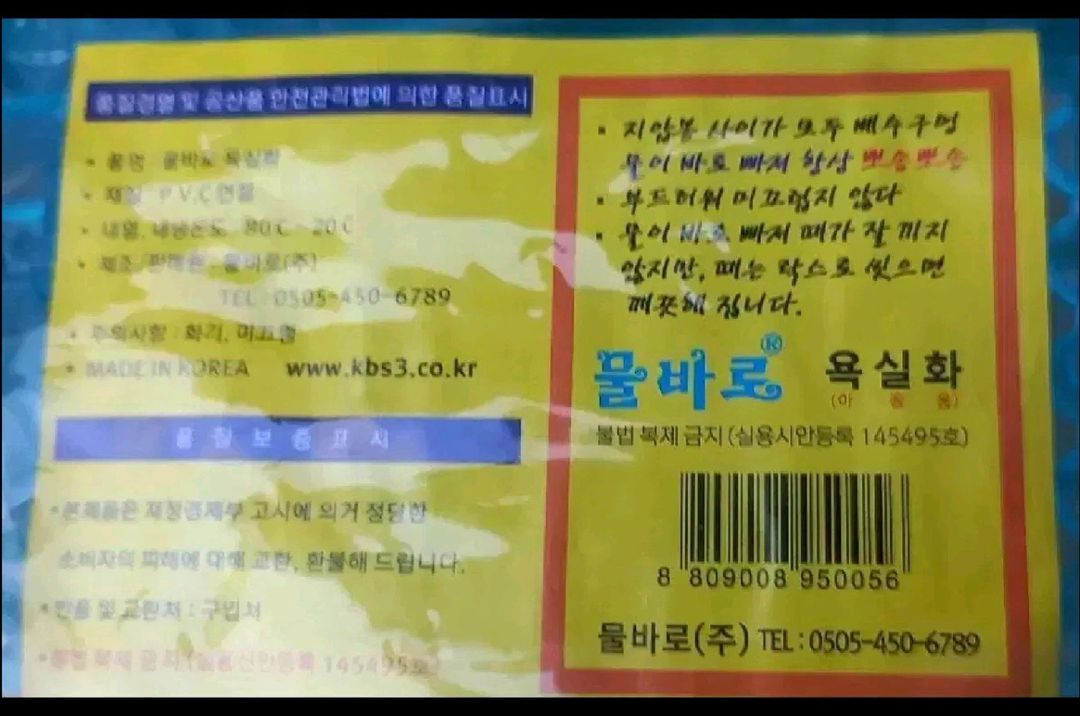 품질경영 및 공산품 안전관리법에 의한 품질표시
• 품명 : 물바로 욕실화
• 재질 : P.V.C 연질
• 내열, 내냉온도 : 80℃ ~ 20℃
• 제조 판매원 : 물바로(주)
TEL : 0505-450-6789
• 주의사항 : 화기, 미끄럼
• MADE IN KOREA www.kbs3.co.kr
품질보증표시
• 본제품은 재정경제부 고시에 의거 정당한
소비자의 피해에 대해 교환, 환불해 드립니다.
• 반품 및 교환처 : 구입처
• 불법 복제 금지 (실용신안등록 145495호)
• 지압봉 사이가 모두 배수구멍
물이 바로 빠져 항상 뽀송뽀송
• 부드러워 미끄럽지 않다
• 물이 바로 빠져 때가 잘 끼지
않지만, 때는 락스로 씻으면
깨끗해 집니다.
물바로® 욕실화
불법 복제 금지 (실용시안등록 145495호)
8 809008 950056
물바로(주) TEL : 0505-450-6789